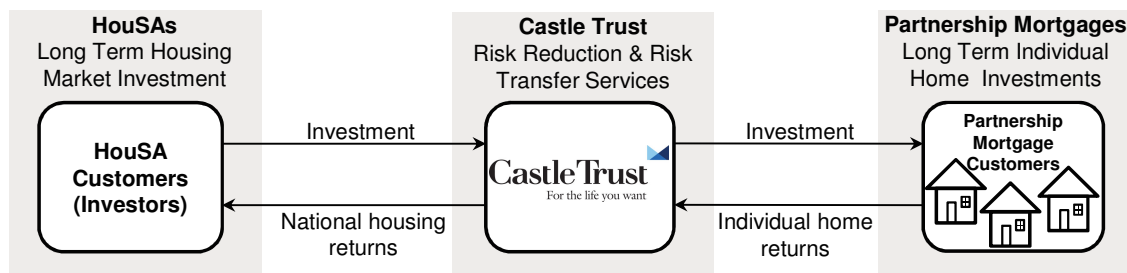 HouSAs
Long Term Housing
Market Investment
HouSA
Customers
(Investors)
Investment
National housing
returns
Castle Trust
Risk Reduction & Risk
Transfer Services
CastleTrust
For the life you want
Investment
Individual home
returns
Partnership Mortgages
Long Term Individual
Home Investments
Partnership
Mortgage
Customers